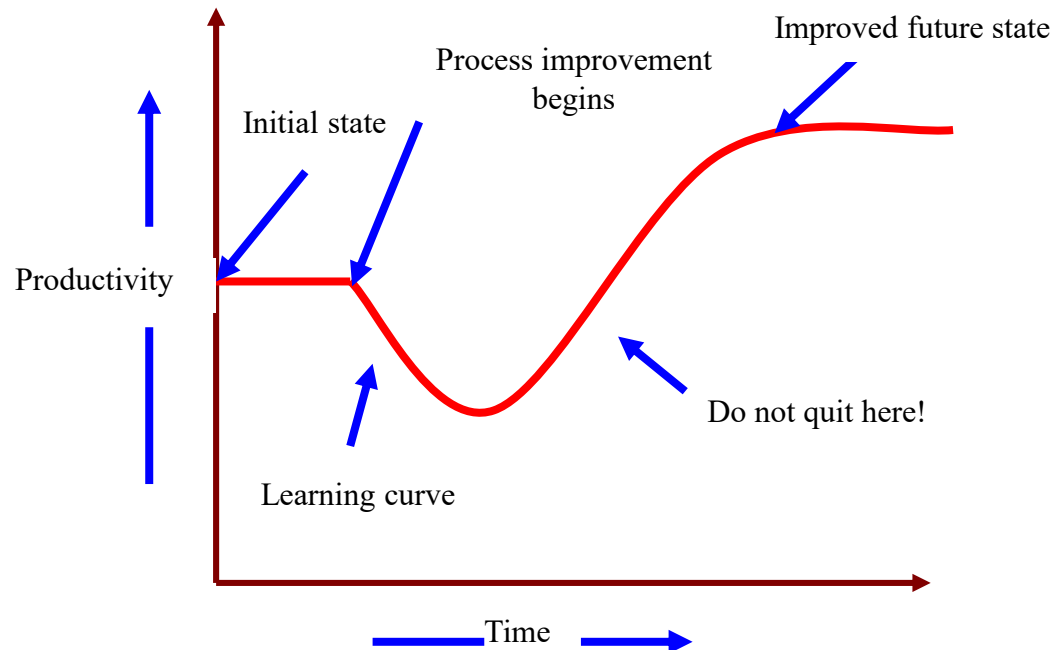 Improved future state
Process improvement
begins
Initial state
Productivity
Do not quit here!
Learning curve
Time